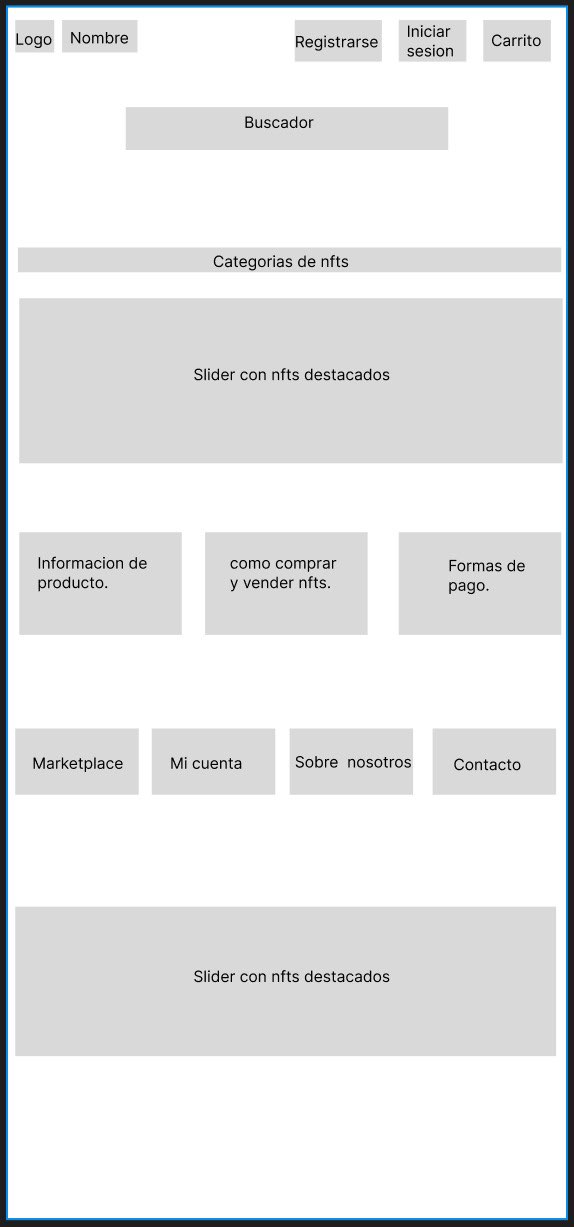 Logo
Nombre
Registrarse
Iniciar
sesion
Carrito
Buscador
Categorias de nfts
Slider con nfts destacados
Informacion de
producto.
como comprar
y vender nfts.
Formas de
pago.
Marketplace
Mi cuenta
Sobre nosotros
Contacto
Slider con nfts destacados